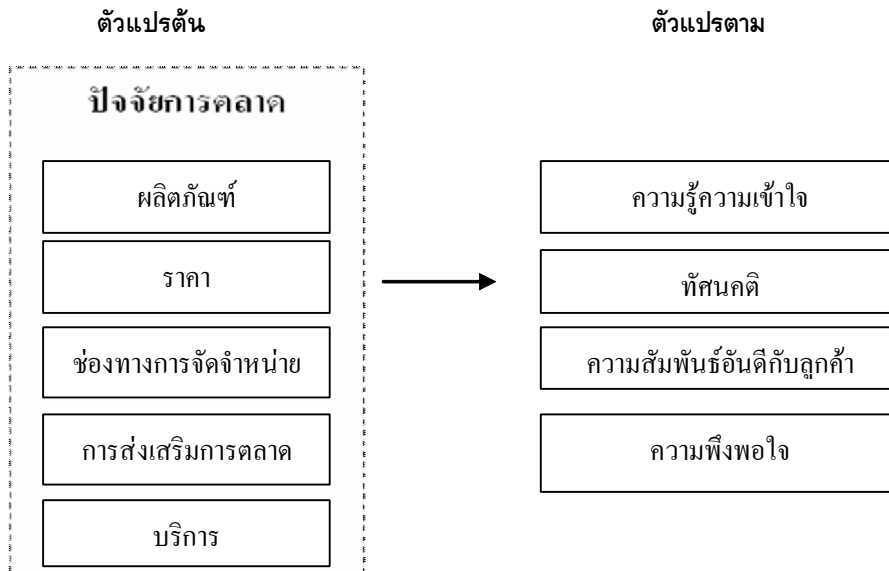 ตัวแปรต้น
ตัวแปรตาม
ปัจจัยการตลาด
ผลิตภัณฑ์
ราคา
ช่องทางการจัดจำหน่าย
การส่งเสริมการตลาด
บริการ
ความรู้ความเข้าใจ
ทัศนคติ
ความสัมพันธ์อันดีกับลูกค้า
ความพึงพอใจ